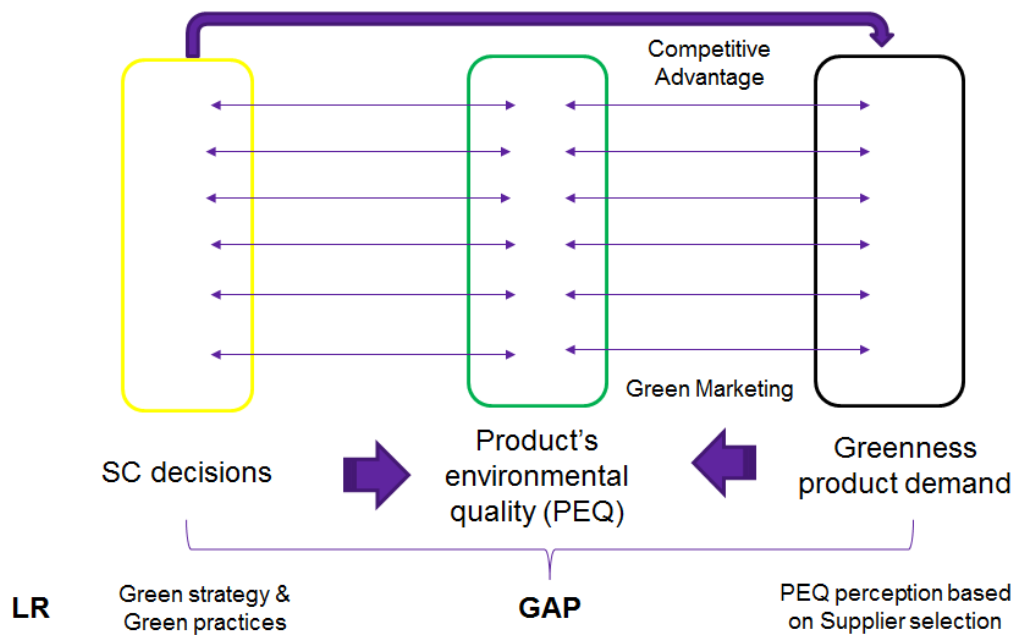 Competitive
Advantage
Green Marketing
SC decisions
Product’s
environmental
quality (PEQ)
Greenness
product demand
LR
Green strategy &
Green practices
GAP
PEQ perception based
on Supplier selection